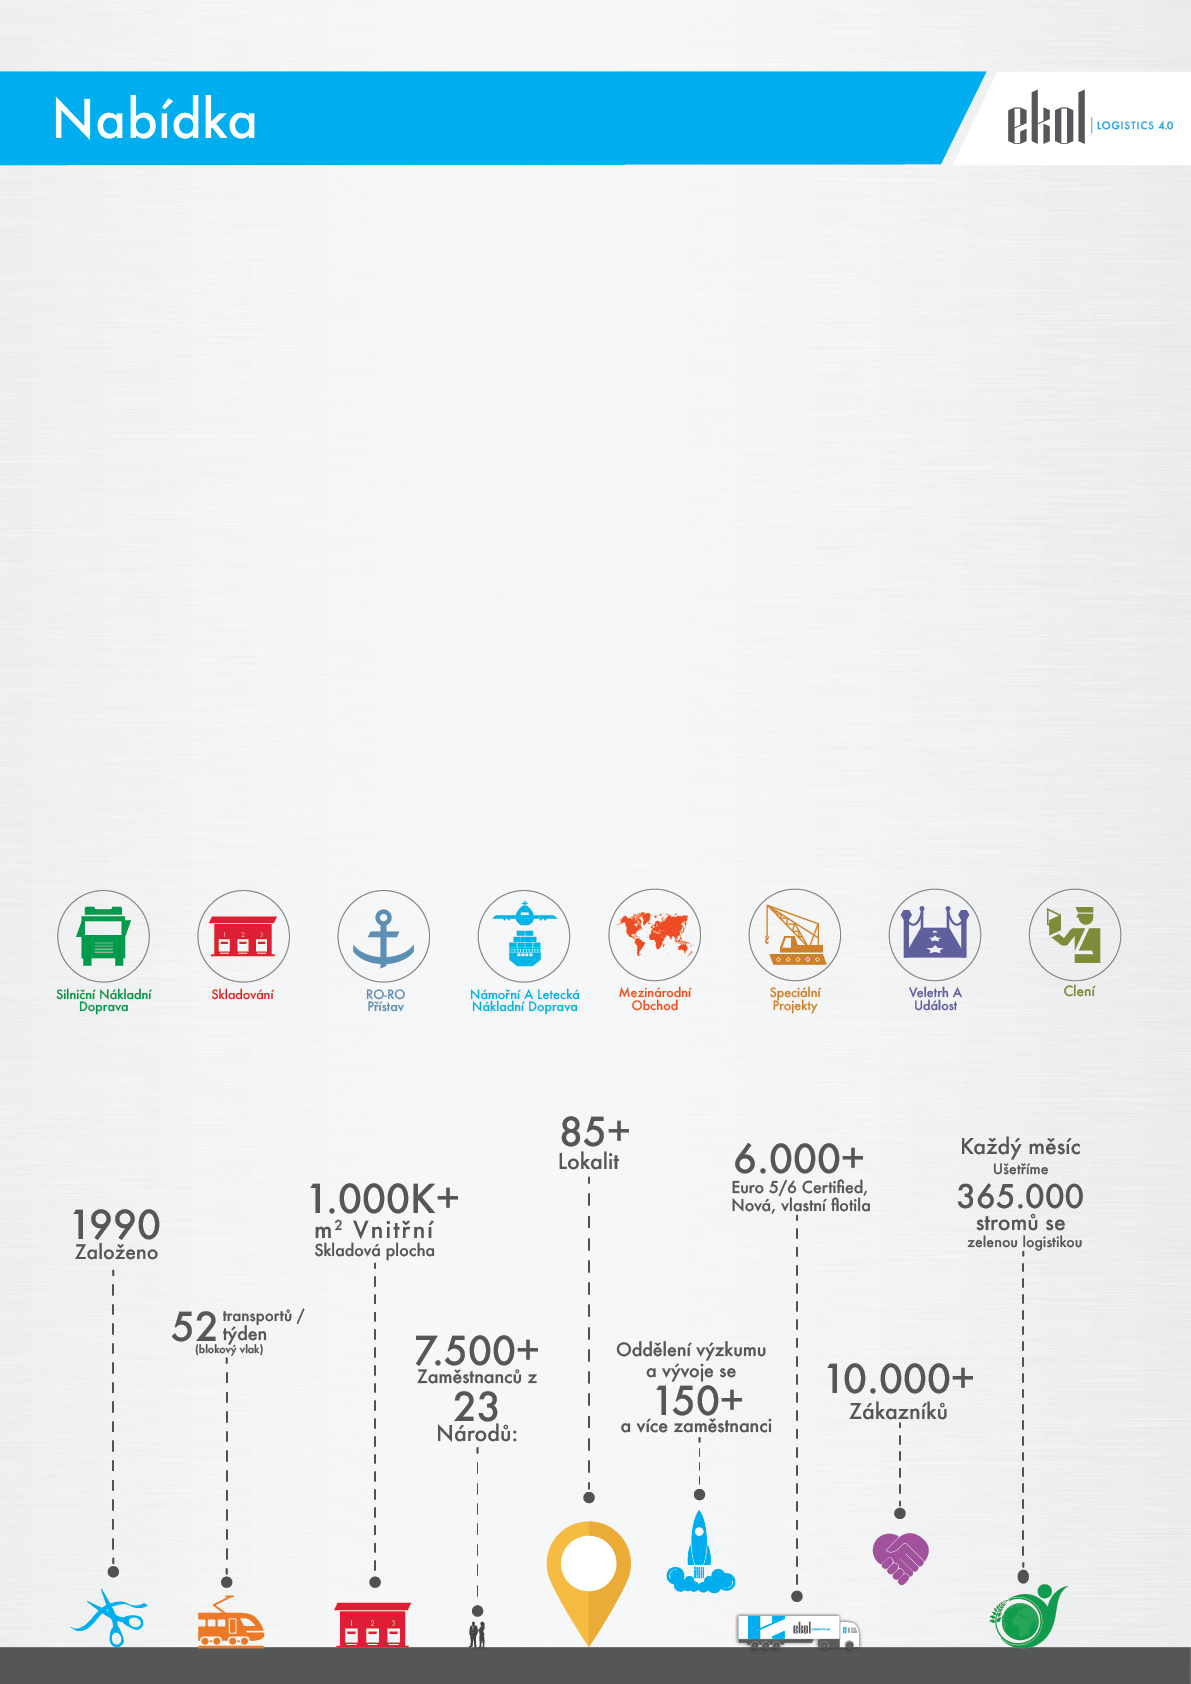 Nabídka
ekol LOGISTICS 4.0
1 2 3
Silniční Nákladní
Doprava
Skladování
RO-RO
Přístav
Námořní A Letecká
Nákladní Doprava
Mezinárodní
Obchod
Speciální
Projekty
Veletrh A
Událost
Clení
1990
Založeno
52 transportů /
týden
(blokový vlak)
1.000K+
m² Vnitřní
Skladová plocha
7.500+
Zaměstnanců z
23
Národů:
85+
Lokalit
Oddělení výzkumu
a vývoje se
150+
a více zaměstnanci
6.000+
Euro 5/6 Certified,
Nová, vlastní flotila
10.000+
Zákazníků
Každý měsíc
Ušetříme
365.000
stromů se
zelenou logistikou
1 2 3
ekol LOGISTICS 4.0